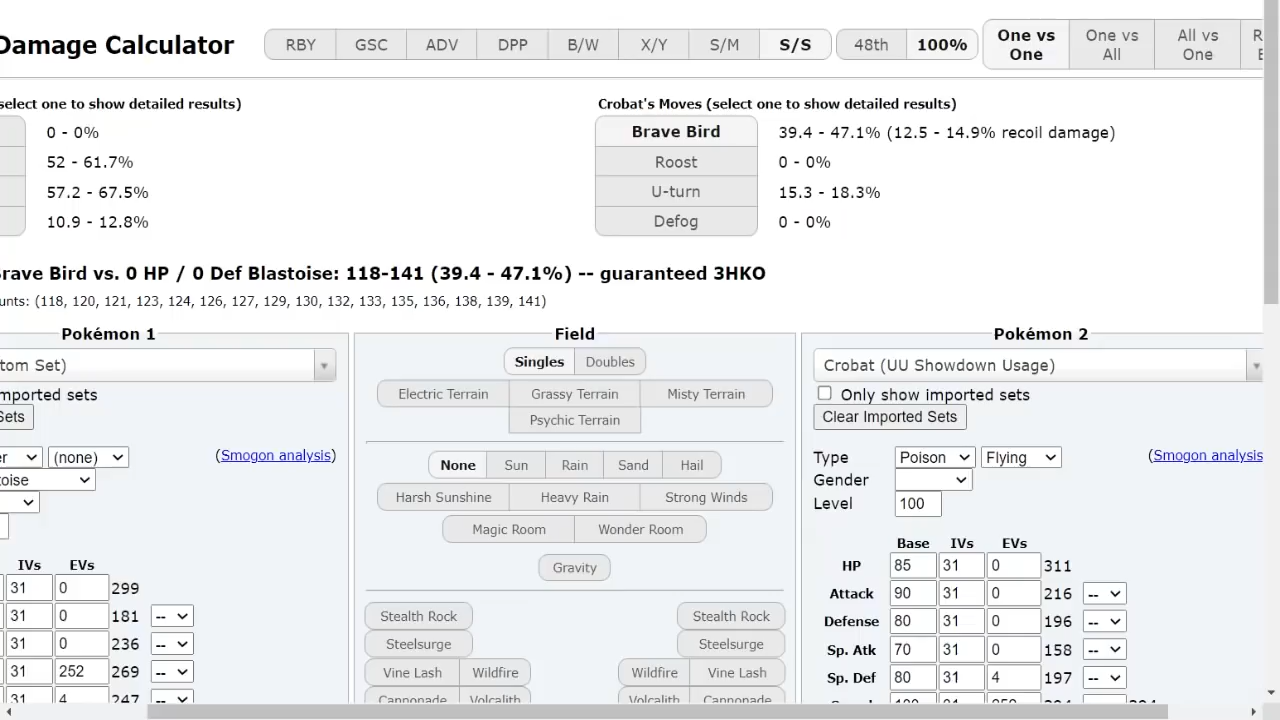 Damage Calculator RBY GSC ADV DPP B/W X/Y S/M S/S 48th 100% One vs One One vs All All vs One
select one to show detailed results) Crobat's Moves (select one to show detailed results)
0 - 0% Brave Bird 39.4 - 47.1% (12.5 - 14.9% recoil damage)
52 - 61.7% Roost 0 - 0%
57.2 - 67.5% U-turn 15.3 - 18.3%
10.9 - 12.8% Defog 0 - 0%
Brave Bird vs. 0 HP / 0 Def Blastoise: 118-141 (39.4 - 47.1%) -- guaranteed 3HKO
unts: (118, 120, 121, 123, 124, 126, 127, 129, 130, 132, 133, 135, 136, 138, 139, 141)
Pokémon 1
tom Set)
mported sets
Sets
er (none) (Smogon analysis)
toise
IVs EVs
31 0 299
31 0 181 --
31 0 236 --
31 252 269 --
31 4 247 --
Field
Singles Doubles
Electric Terrain Grassy Terrain Misty Terrain
Psychic Terrain
None Sun Rain Sand Hail
Harsh Sunshine Heavy Rain Strong Winds
Magic Room Wonder Room
Gravity
Stealth Rock Stealth Rock
Steelsurge Steelsurge
Vine Lash Wildfire Wildfire Vine Lash
Cannonade Volcalith Volcalith Cannonade
Pokémon 2
Crobat (UU Showdown Usage)
Only show imported sets
Clear Imported Sets
Type Poison Flying (Smogon analysis
Gender
Level 100
Base IVs EVs
HP 85 31 0 311
Attack 90 31 0 216 --
Defense 80 31 0 196 --
Sp. Atk 70 31 0 158 --
Sp. Def 80 31 4 197 --